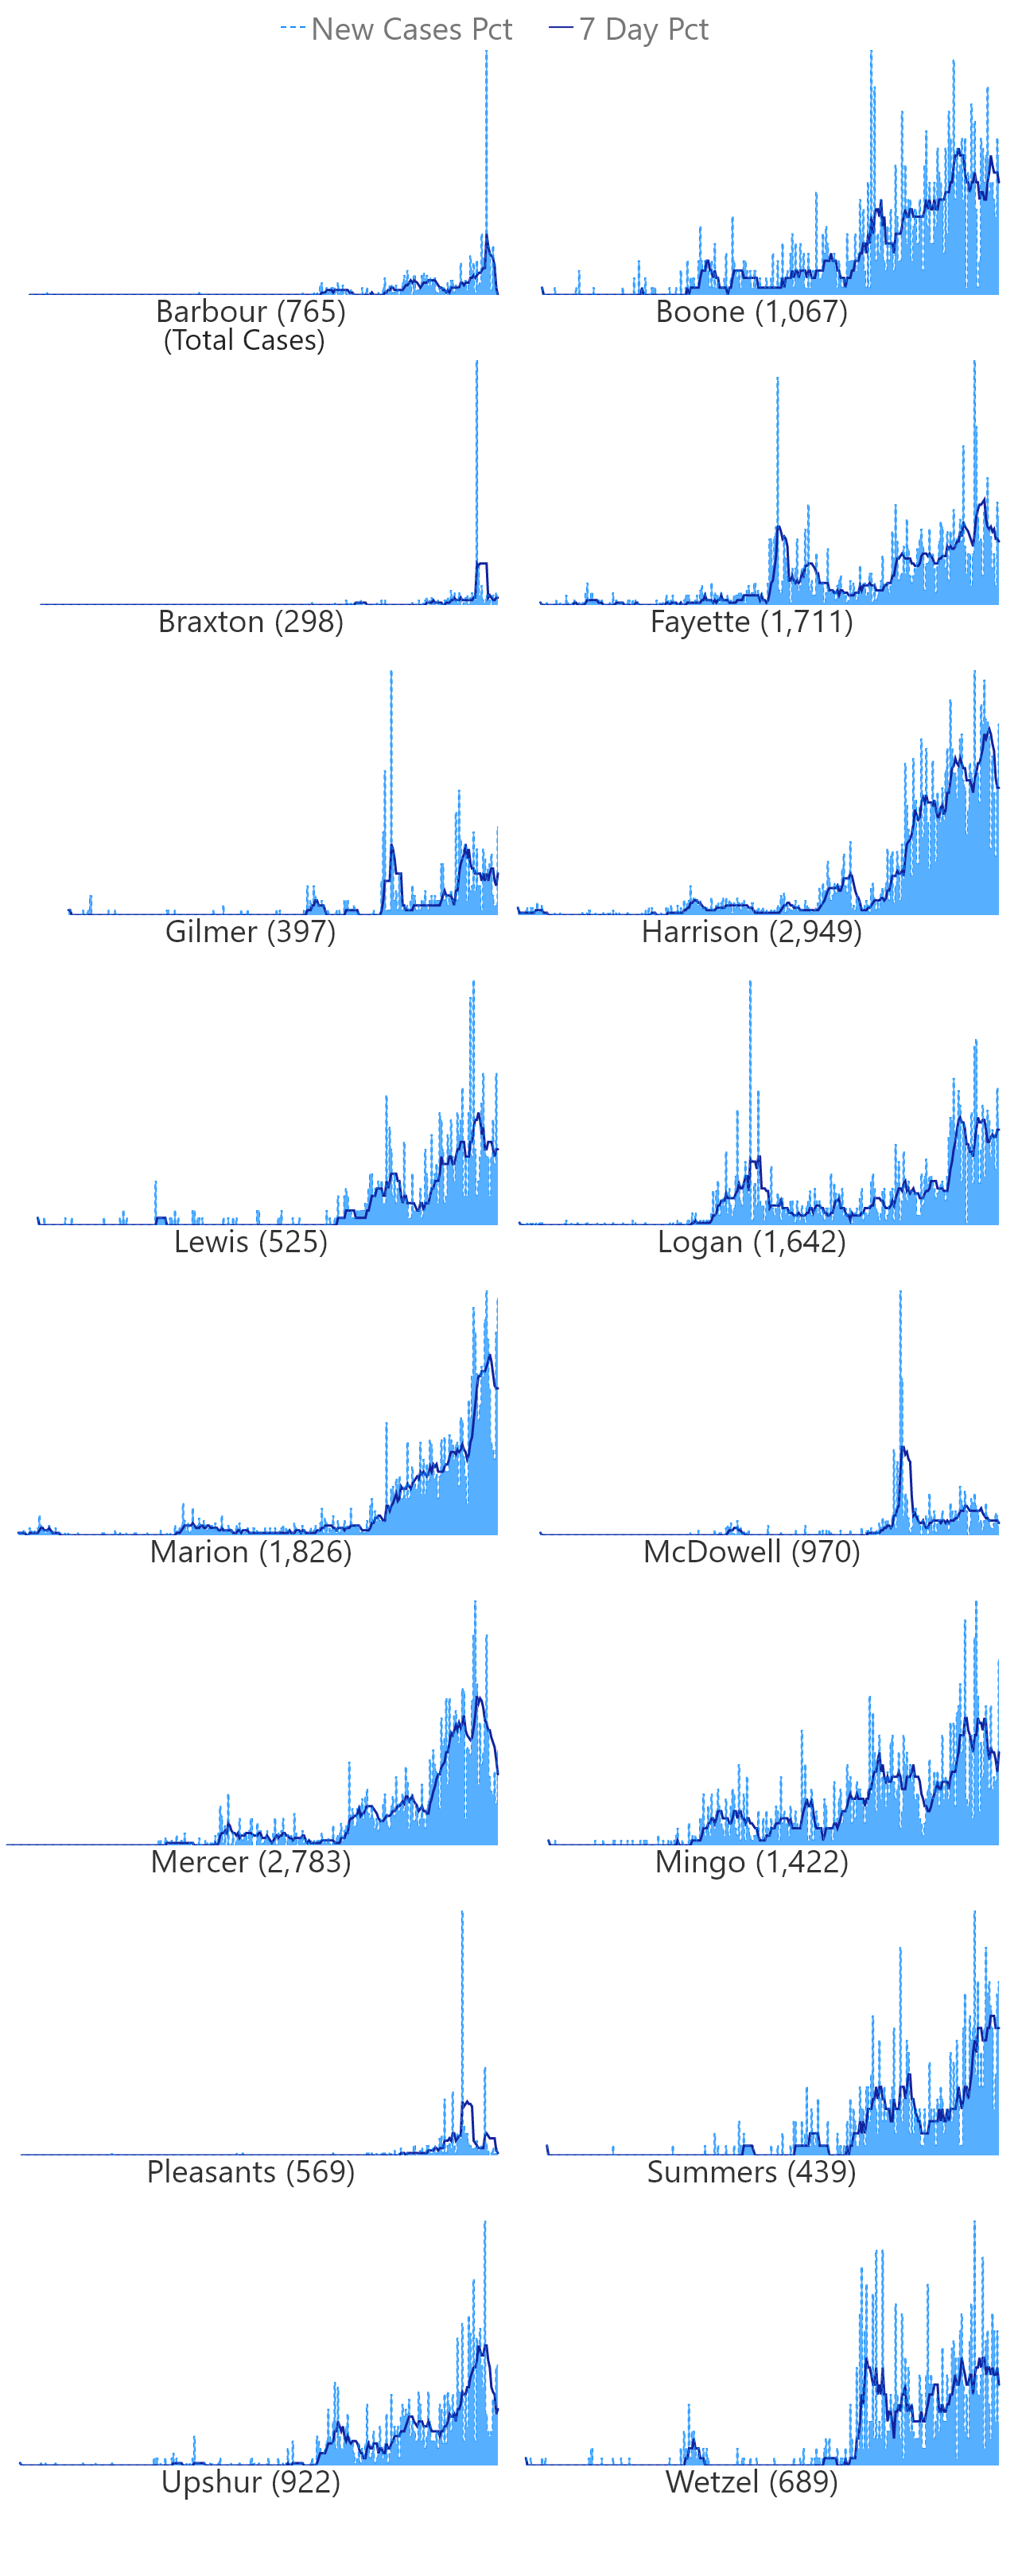 New Cases Pct 7 Day Pct
Barbour (765) Boone (1,067)
(Total Cases)
Braxton (298) Fayette (1,711)
Gilmer (397) Harrison (2,949)
Lewis (525) Logan (1,642)
Marion (1,826) McDowell (970)
Mercer (2,783) Mingo (1,422)
Pleasants (569) Summers (439)
Upshur (922) Wetzel (689)